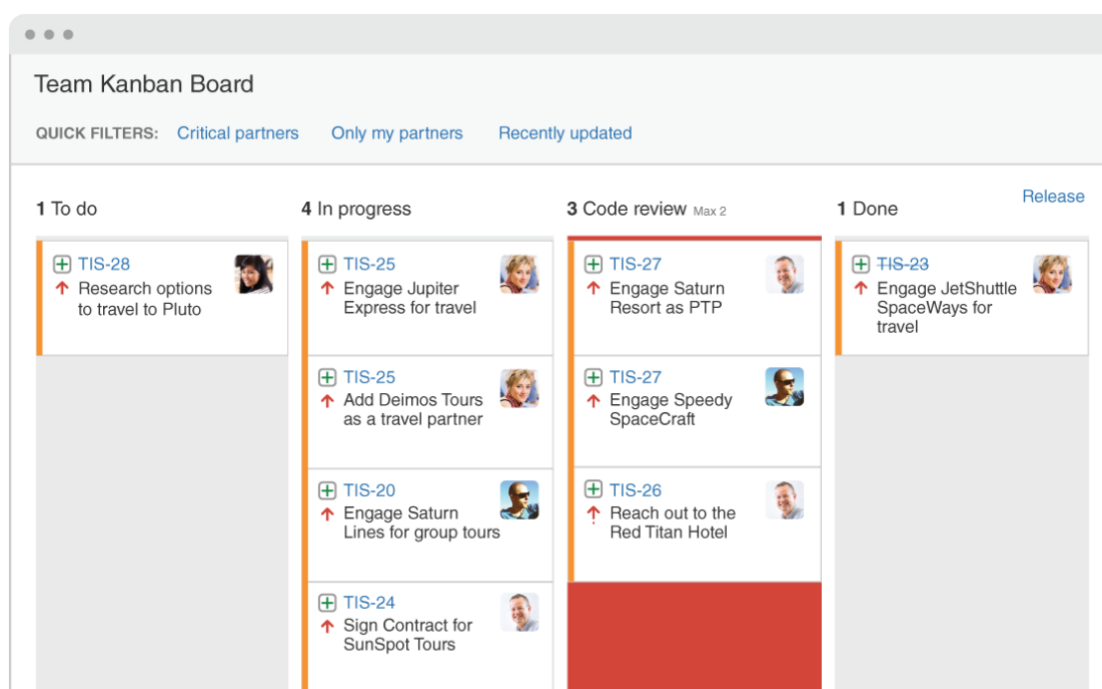 Team Kanban Board
QUICK FILTERS: Critical partners Only my partners Recently updated
Release
1 To do
TIS-28
Research options
to travel to Pluto
4 In progress
TIS-25
Engage Jupiter
Express for travel
TIS-25
Add Deimos Tours
as a travel partner
TIS-20
Engage Saturn
Lines for group tours
TIS-24
Sign Contract for
SunSpot Tours
3 Code review Max 2
TIS-27
Engage Saturn
Resort as PTP
TIS-27
Engage Speedy
SpaceCraft
TIS-26
Reach out to the
Red Titan Hotel
1 Done
TIS-23
Engage JetShuttle
SpaceWays for
travel